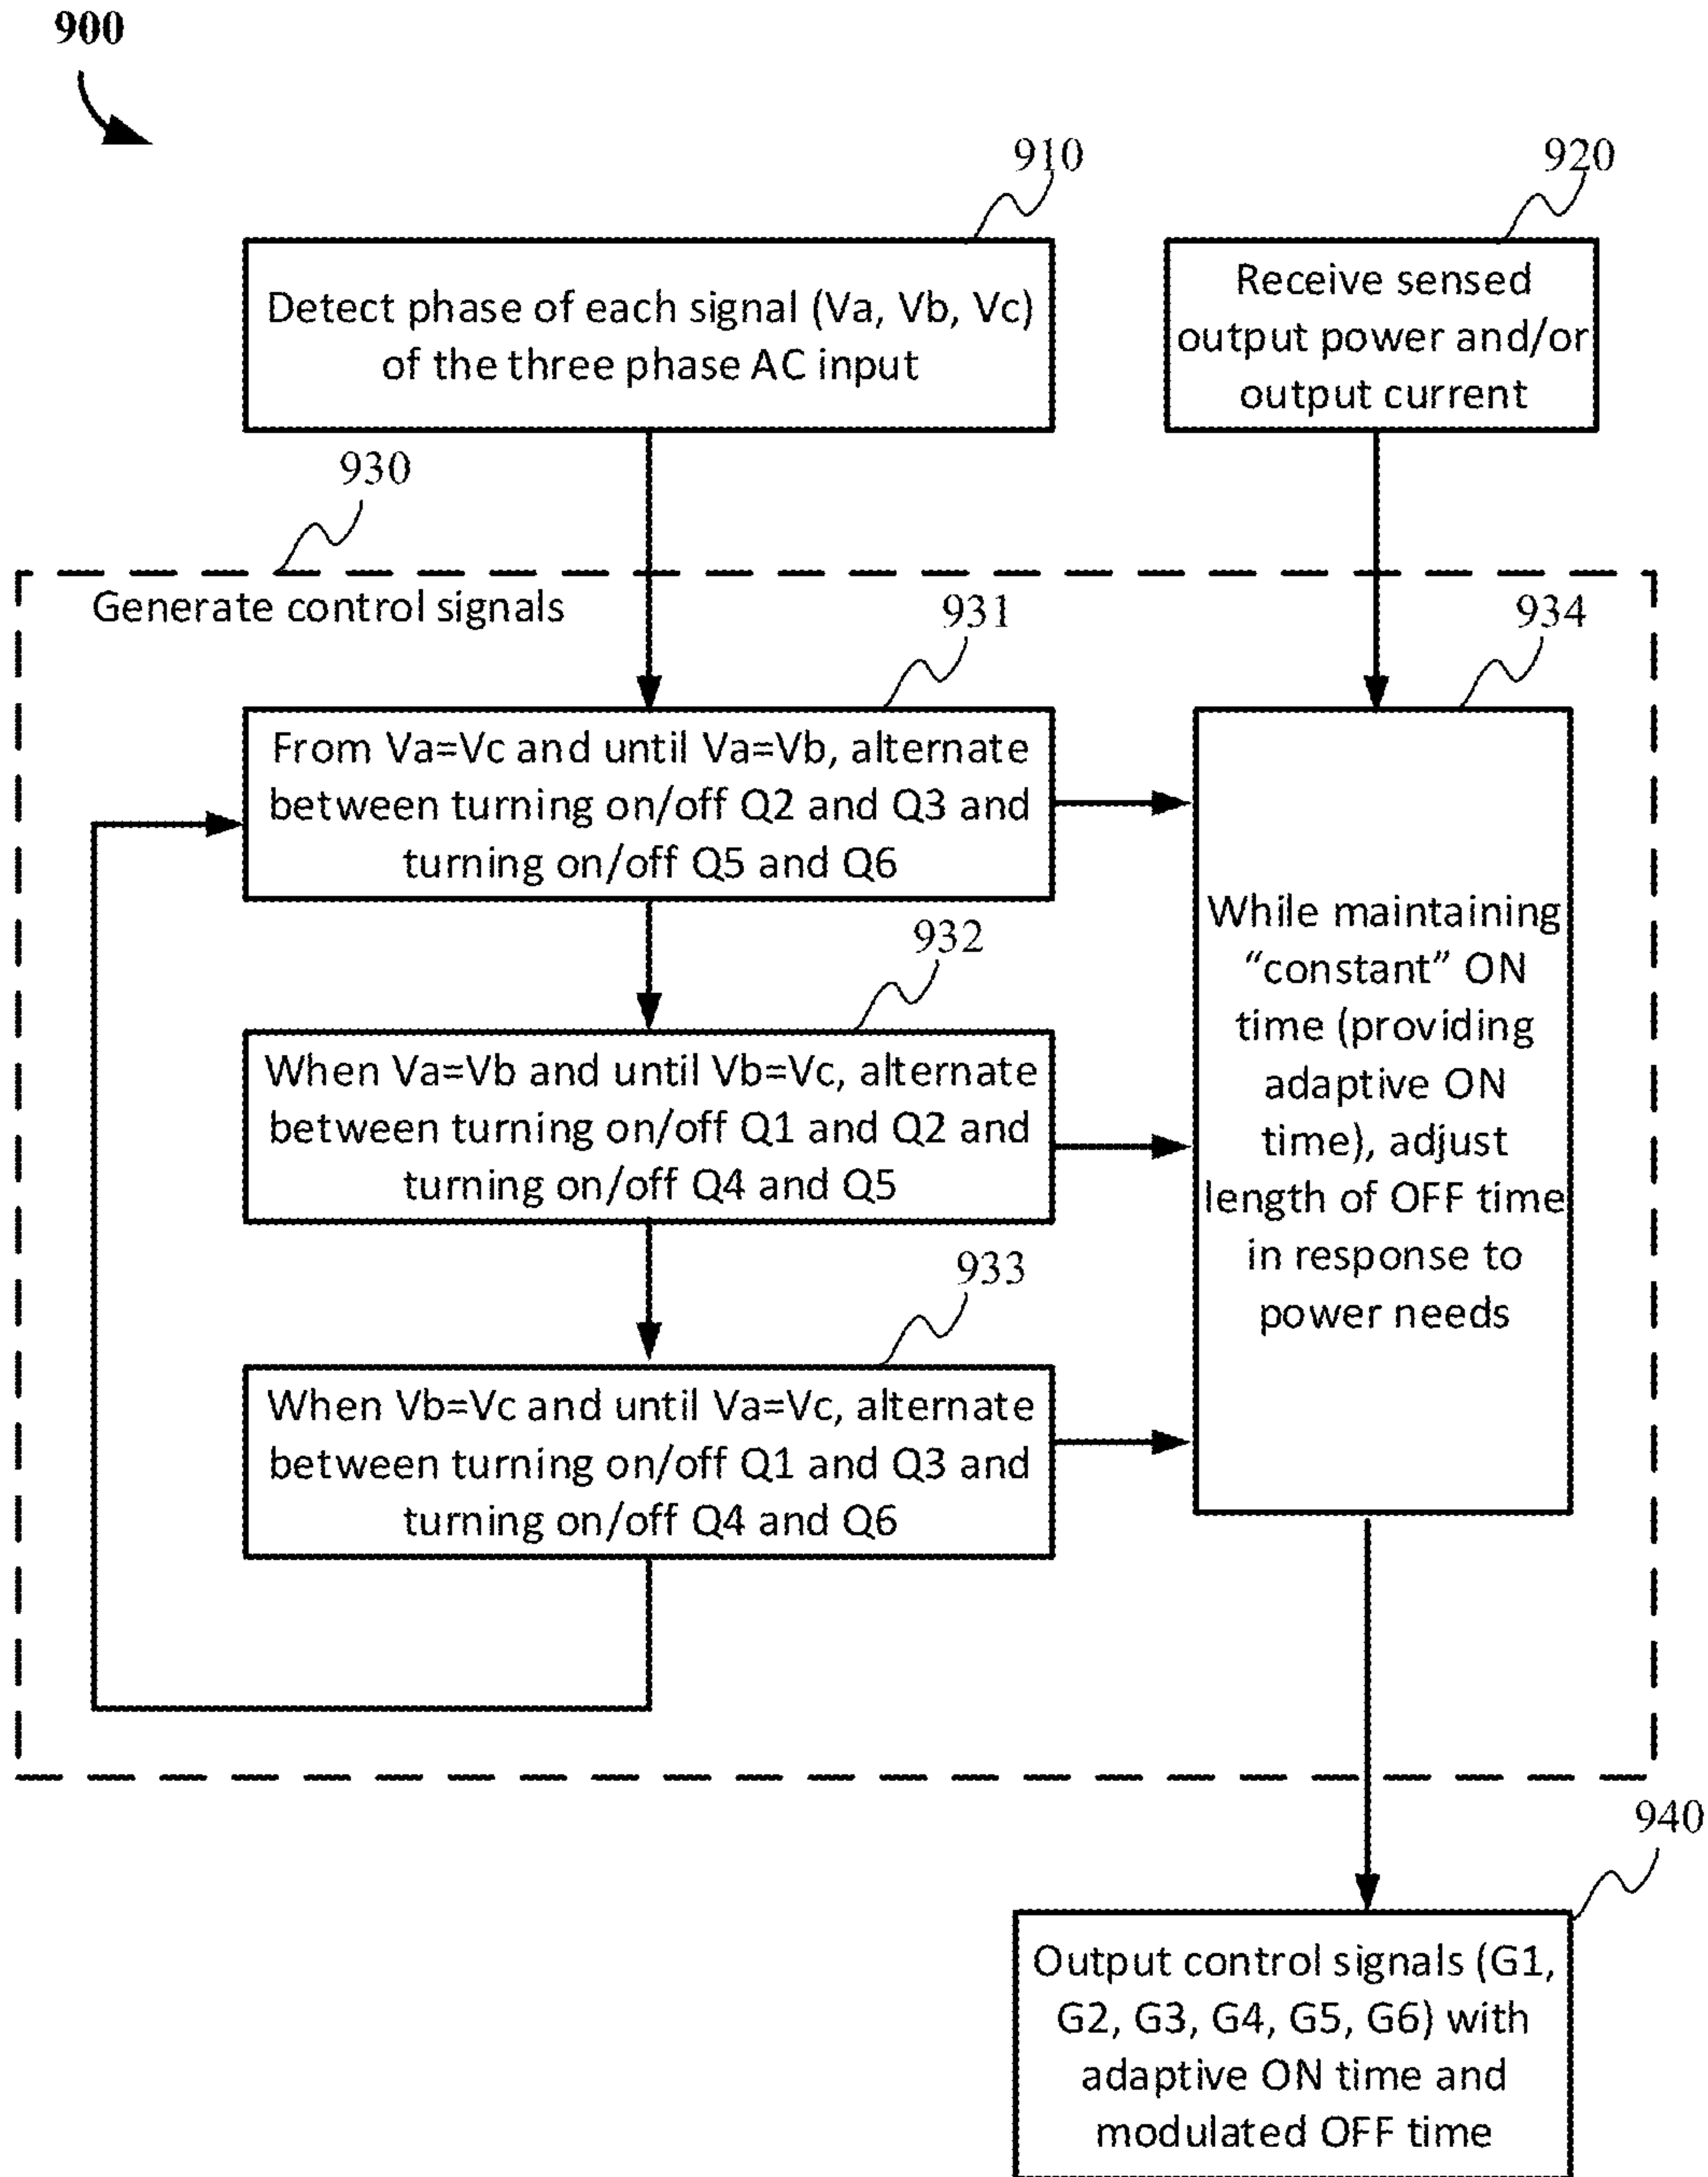 900
910
920
Detect phase of each signal (Va, Vb, Vc)
of the three phase AC input
Receive sensed
output power and/or
output current
930
Generate control signals
931
934
From Va=Vc and until Va=Vb, alternate
between turning on/off Q2 and Q3 and
turning on/off Q5 and Q6
932
When Va=Vb and until Vb=Vc, alternate
between turning on/off Q1 and Q2 and
turning on/off Q4 and Q5
933
When Vb=Vc and until Va=Vc, alternate
between turning on/off Q1 and Q3 and
turning on/off Q4 and Q6
While maintaining
“constant” ON
time (providing
adaptive ON
time), adjust
length of OFF time
in response to
power needs
940
Output control signals (G1,
G2, G3, G4, G5, G6) with
adaptive ON time and
modulated OFF time